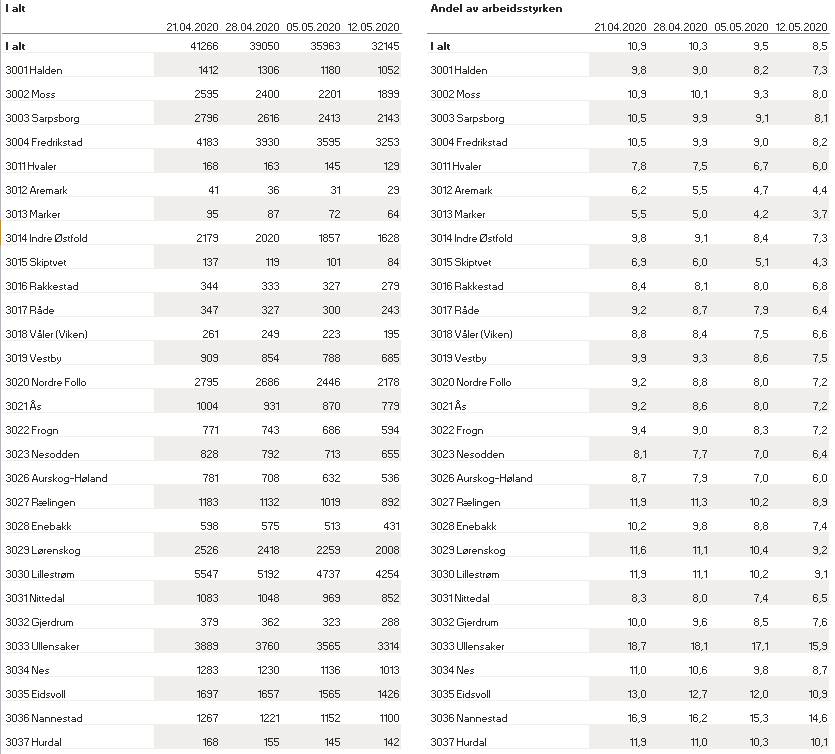 I alt
21.04.2020 28.04.2020 05.05.2020 12.05.2020
I alt 41266 39050 35963 32145
3001 Halden 1412 1306 1180 1052
3002 Moss 2595 2400 2201 1899
3003 Sarpsborg 2796 2616 2413 2143
3004 Fredrikstad 4183 3930 3595 3253
3011 Hvaler 168 163 145 129
3012 Aremark 41 36 31 29
3013 Marker 95 87 72 64
3014 Indre Østfold 2179 2020 1857 1628
3015 Skiptvet 137 119 101 84
3016 Rakkestad 344 333 327 279
3017 Råde 347 327 300 243
3018 Våler (Viken) 261 249 223 195
3019 Vestby 909 854 788 685
3020 Nordre Follo 2795 2686 2446 2178
3021 Ås 1004 931 870 779
3022 Frogn 771 743 686 594
3023 Nesodden 828 792 713 655
3026 Aurskog-Høland 781 708 632 536
3027 Rælingen 1183 1132 1019 892
3028 Enebakk 598 575 513 431
3029 Lørenskog 2526 2418 2259 2008
3030 Lillestrøm 5547 5192 4737 4254
3031 Nittedal 1083 1048 969 852
3032 Gjerdrum 379 362 323 288
3033 Ullensaker 3889 3760 3565 3314
3034 Nes 1283 1230 1136 1013
3035 Eidsvoll 1697 1657 1565 1426
3036 Nannestad 1267 1221 1152 1100
3037 Hurdal 168 155 145 142
Andel av arbeidsstyrken
21.04.2020 28.04.2020 05.05.2020 12.05.2020
I alt 10,9 10,3 9,5 8,5
3001 Halden 9,8 9,0 8,2 7,3
3002 Moss 10,9 10,1 9,3 8,0
3003 Sarpsborg 10,5 9,9 9,1 8,1
3004 Fredrikstad 10,5 9,9 9,0 8,2
3011 Hvaler 7,8 7,5 6,7 6,0
3012 Aremark 6,2 5,5 4,7 4,4
3013 Marker 5,5 5,0 4,2 3,7
3014 Indre Østfold 9,8 9,1 8,4 7,3
3015 Skiptvet 6,9 6,0 5,1 4,3
3016 Rakkestad 8,4 8,1 8,0 6,8
3017 Råde 9,2 8,7 7,9 6,4
3018 Våler (Viken) 8,8 8,4 7,5 6,6
3019 Vestby 9,9 9,3 8,6 7,5
3020 Nordre Follo 9,2 8,8 8,0 7,2
3021 Ås 9,2 8,6 8,0 7,2
3022 Frogn 9,4 9,0 8,3 7,2
3023 Nesodden 8,1 7,7 7,0 6,4
3026 Aurskog-Høland 8,7 7,9 7,0 6,0
3027 Rælingen 11,9 11,3 10,2 8,9
3028 Enebakk 10,2 9,8 8,8 7,4
3029 Lørenskog 11,6 11,1 10,4 9,2
3030 Lillestrøm 11,9 11,1 10,2 9,1
3031 Nittedal 8,3 8,0 7,4 6,5
3032 Gjerdrum 10,0 9,6 8,5 7,6
3033 Ullensaker 18,7 18,1 17,1 15,9
3034 Nes 11,0 10,6 9,8 8,7
3035 Eidsvoll 13,0 12,7 12,0 10,9
3036 Nannestad 16,9 16,2 15,3 14,6
3037 Hurdal 11,9 11,0 10,3 10,1